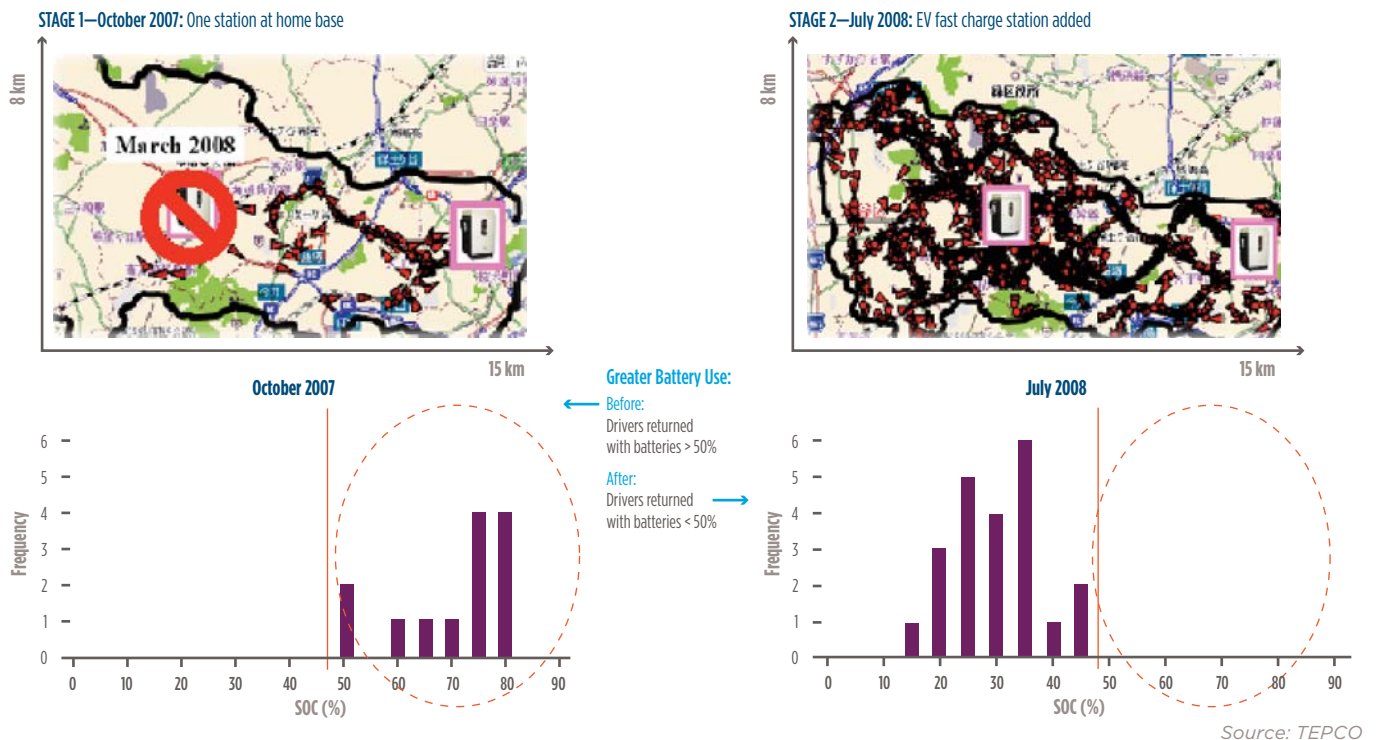 STAGE 1—October 2007: One station at home base
STAGE 2—July 2008: EV fast charge station added
8 km
March 2008
15 km
8 km
緑区役所
15 km
October 2007
Greater Battery Use:
Before:
Drivers returned
with batteries > 50%
After:
Drivers returned
with batteries < 50%
July 2008
Frequency
6
5
4
3
2
1
0
0 10 20 30 40 50 60 70 80 90
SOC (%)
Frequency
6
5
4
3
2
1
0
0 10 20 30 40 50 60 70 80 90
SOC (%)
Source: TEPCO